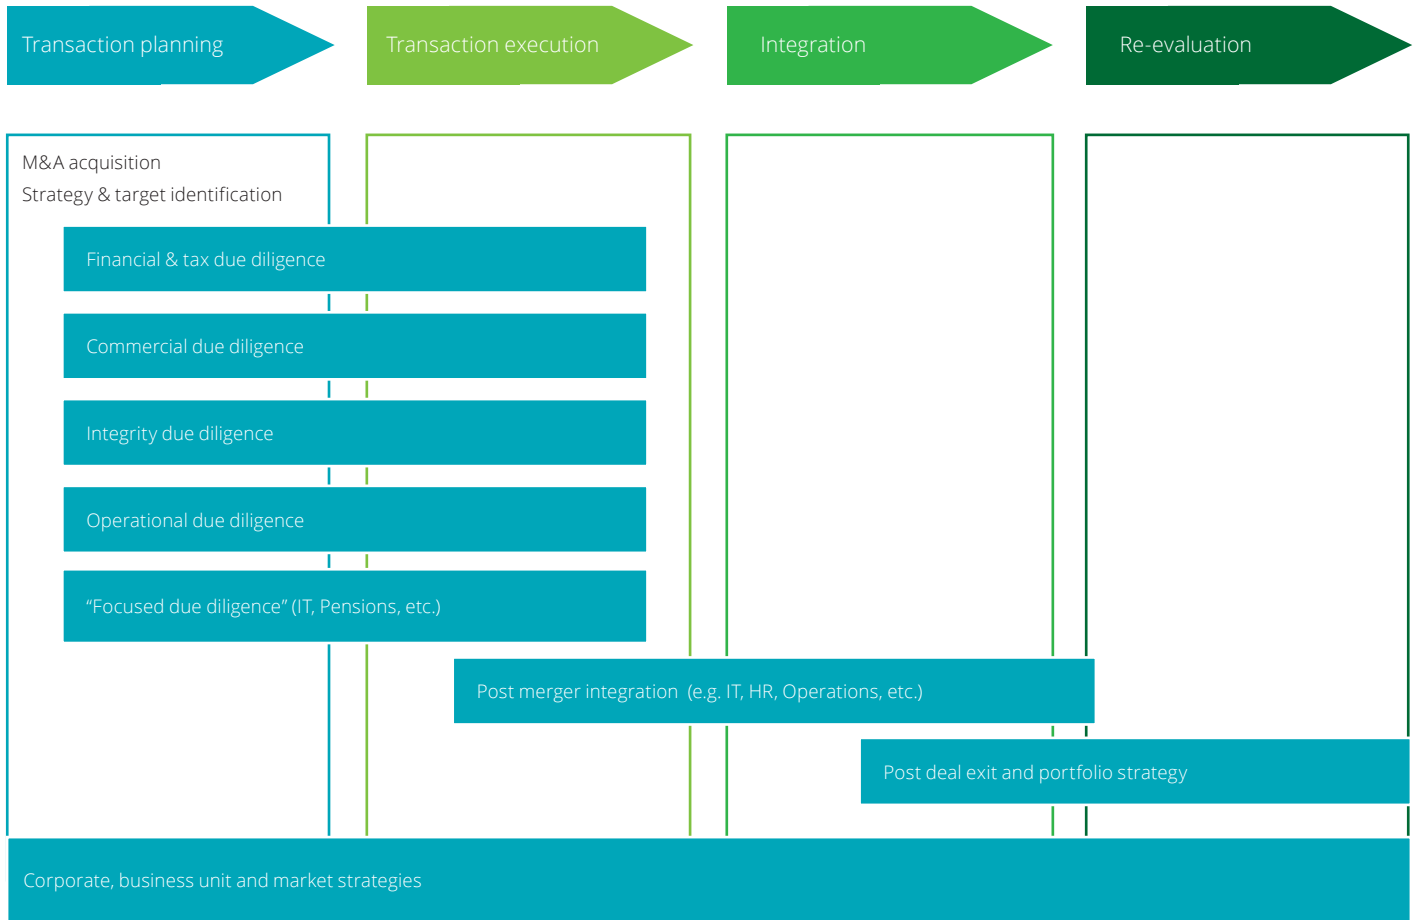 Transaction planning
Transaction execution
Integration
Re-evaluation
M&A acquisition
Strategy & target identification
Financial & tax due diligence
Commercial due diligence
Integrity due diligence
Operational due diligence
“Focused due diligence” (IT, Pensions, etc.)
Post merger integration (e.g. IT, HR, Operations, etc.)
Post deal exit and portfolio strategy
Corporate, business unit and market strategies